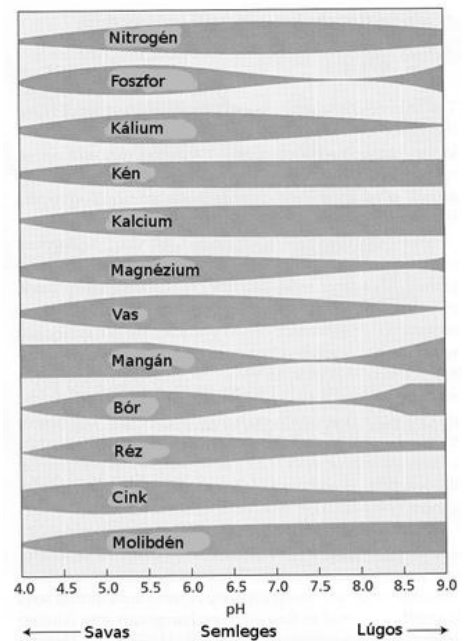 Nitrogén
Foszfor
Kálium
Kén
Kalcium
Magnézium
Vas
Mangán
Bór
Réz
Cink
Molibdén
4.0 4.5 5.0 5.5 6.0 6.5 7.0 7.5 8.0 8.5 9.0
pH
Savas Semleges Lúgos